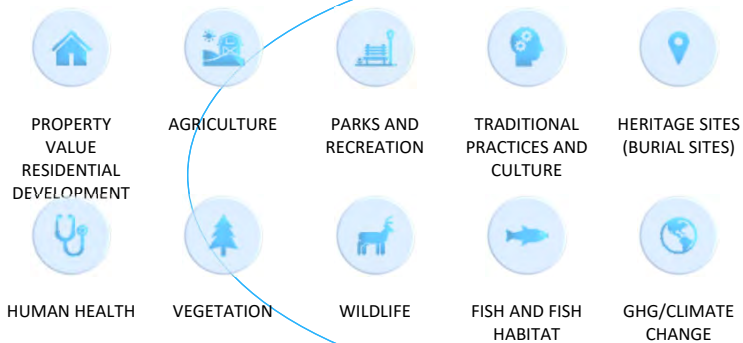 PROPERTY
VALUE
RESIDENTIAL
DEVELOPMENT
AGRICULTURE
PARKS AND
RECREATION
TRADITIONAL
PRACTICES AND
CULTURE
HERITAGE SITES
(BURIAL SITES)
HUMAN HEALTH
VEGETATION
WILDLIFE
FISH AND FISH
HABITAT
GHG/CLIMATE
CHANGE